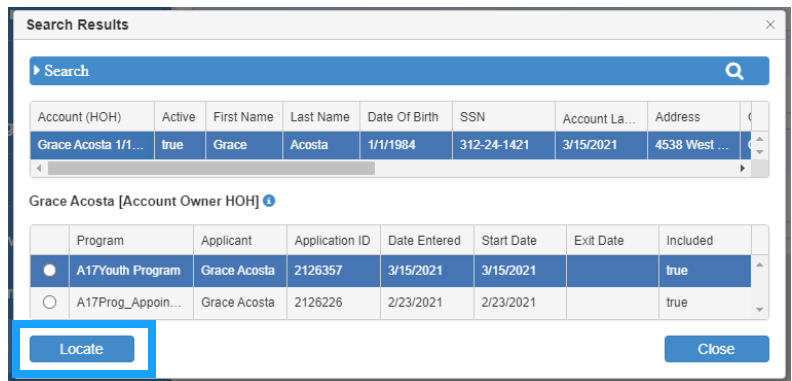 Search Results
Search
Account (HOH) Active First Name Last Name Date Of Birth SSN Account La... Address
Grace Acosta 1/1... true Grace Acosta 1/1/1984 312-24-1421 3/15/2021 4538 West ...
Grace Acosta [Account Owner HOH]
Program Applicant Application ID Date Entered Start Date Exit Date Included
A17Youth Program Grace Acosta 2126357 3/15/2021 3/15/2021 true
A17Prog_Appoin... Grace Acosta 2126226 2/23/2021 2/23/2021 true
Locate Close